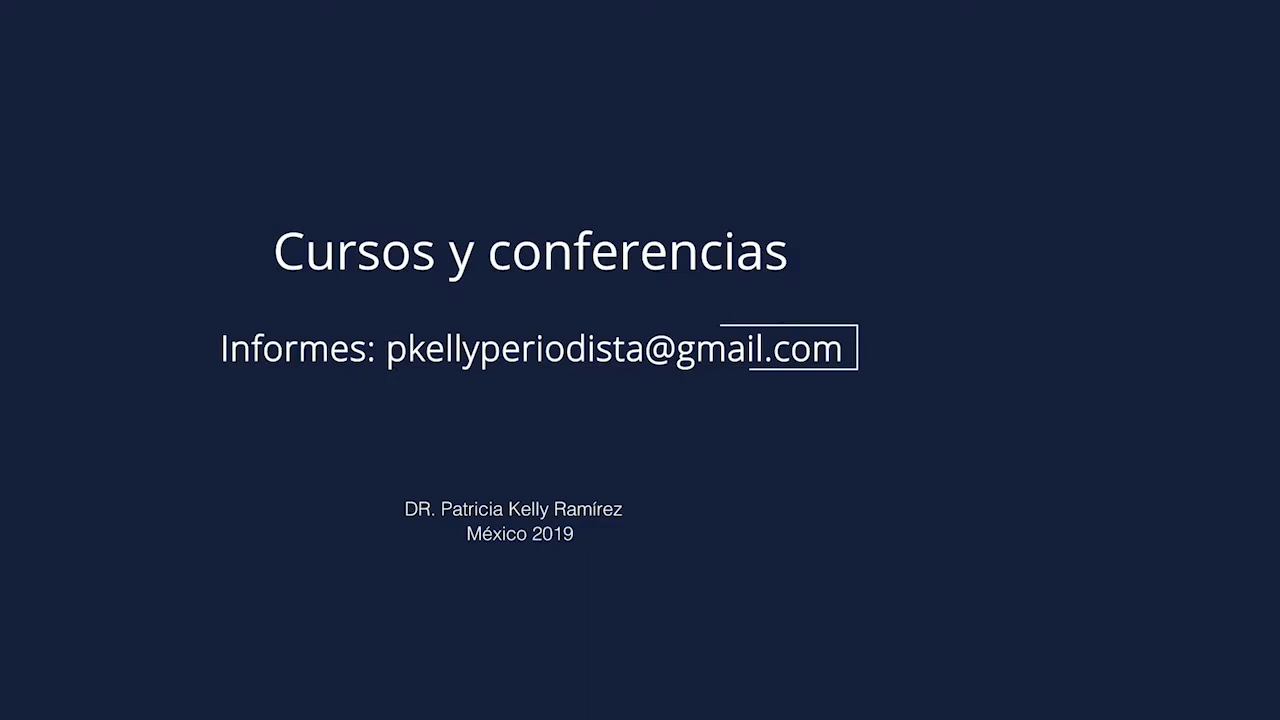 Cursos y conferencias
Informes: pkellyperiodista@gmail.com
DR. Patricia Kelly Ramírez
México 2019